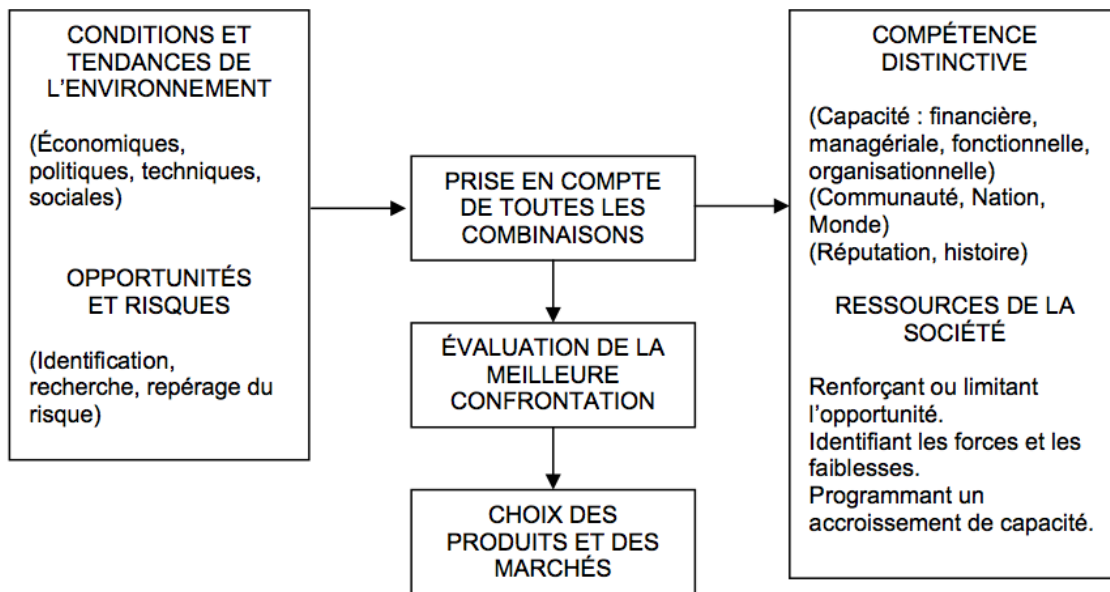 CONDITIONS ET
TENDANCES DE
L’ENVIRONNEMENT
(Économiques,
politiques, techniques,
sociales)
OPPORTUNITÉS
ET RISQUES
(Identification,
recherche, repérage du
risque)
PRISE EN COMPTE
DE TOUTES LES
COMBINAISONS
ÉVALUATION DE LA
MEILLEURE
CONFRONTATION
CHOIX DES
PRODUITS ET DES
MARCHÉS
COMPÉTENCE
DISTINCTIVE
(Capacité : financière,
managériale, fonctionnelle,
organisationnelle)
(Communauté, Nation,
Monde)
(Réputation, histoire)
RESSOURCES DE LA
SOCIÉTÉ
Renforçant ou limitant
l’opportunité.
Identifiant les forces et les
faiblesses.
Programmant un
accroissement de capacité.